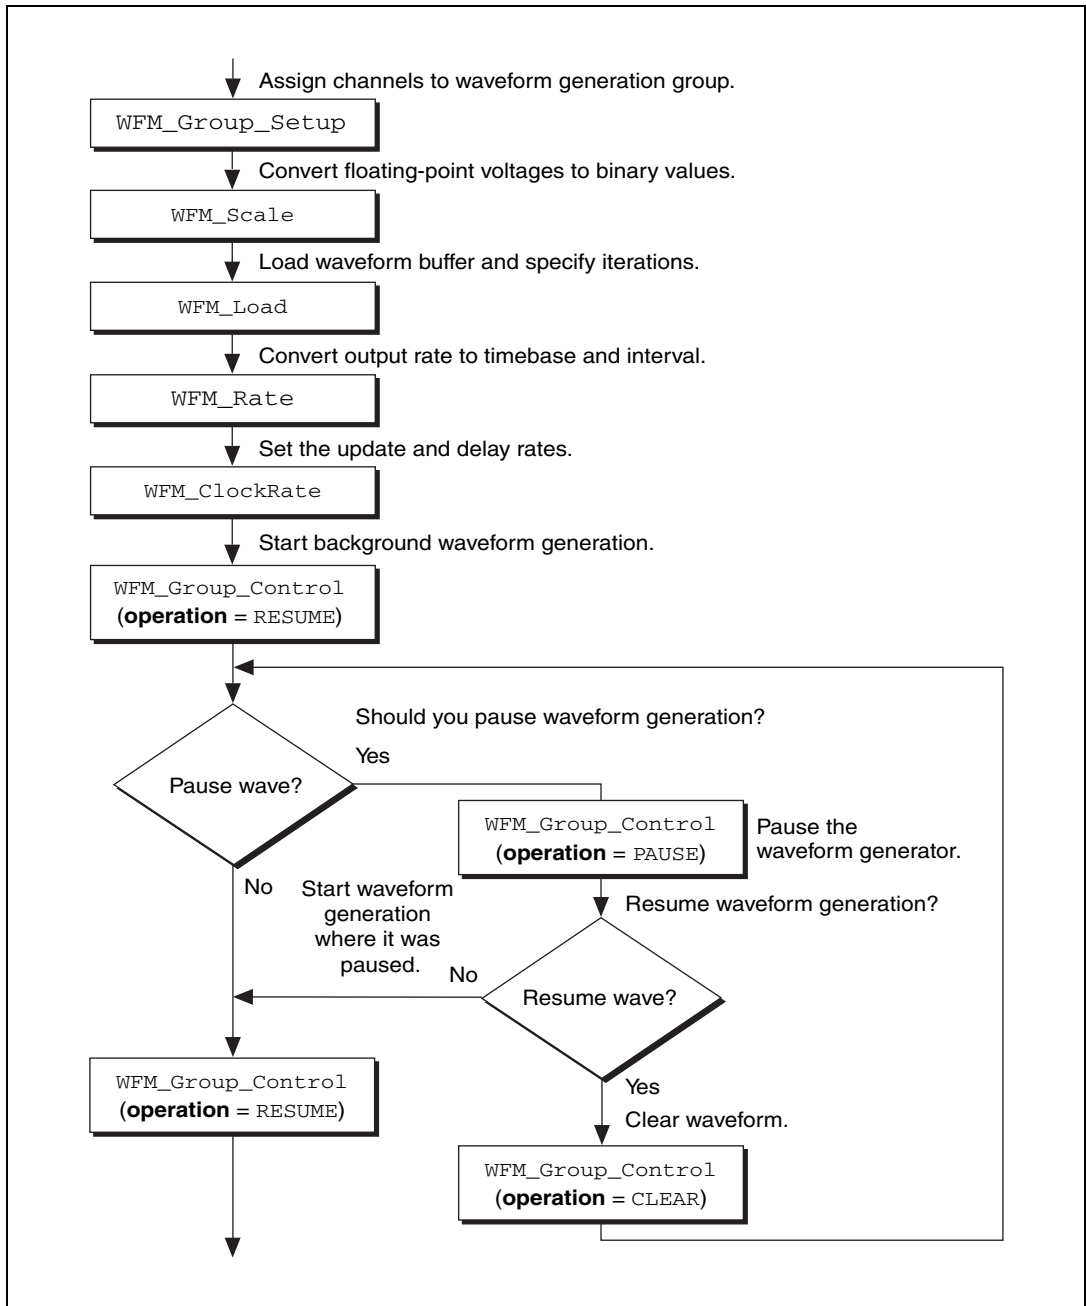 Assign channels to waveform generation group.
WFM_Group_Setup
Convert floating-point voltages to binary values.
WFM_Scale
Load waveform buffer and specify iterations.
WFM_Load
Convert output rate to timebase and interval.
WFM_Rate
Set the update and delay rates.
WFM_ClockRate
Start background waveform generation.
WFM_Group_Control
(operation = RESUME)
Should you pause waveform generation?
Yes
Pause wave?
WFM_Group_Control
(operation = PAUSE)
Pause the
waveform generator.
No
Start waveform
generation
where it was
paused.
Resume waveform generation?
No
Resume wave?
WFM_Group_Control
(operation = RESUME)
Yes
Clear waveform.
WFM_Group_Control
(operation = CLEAR)